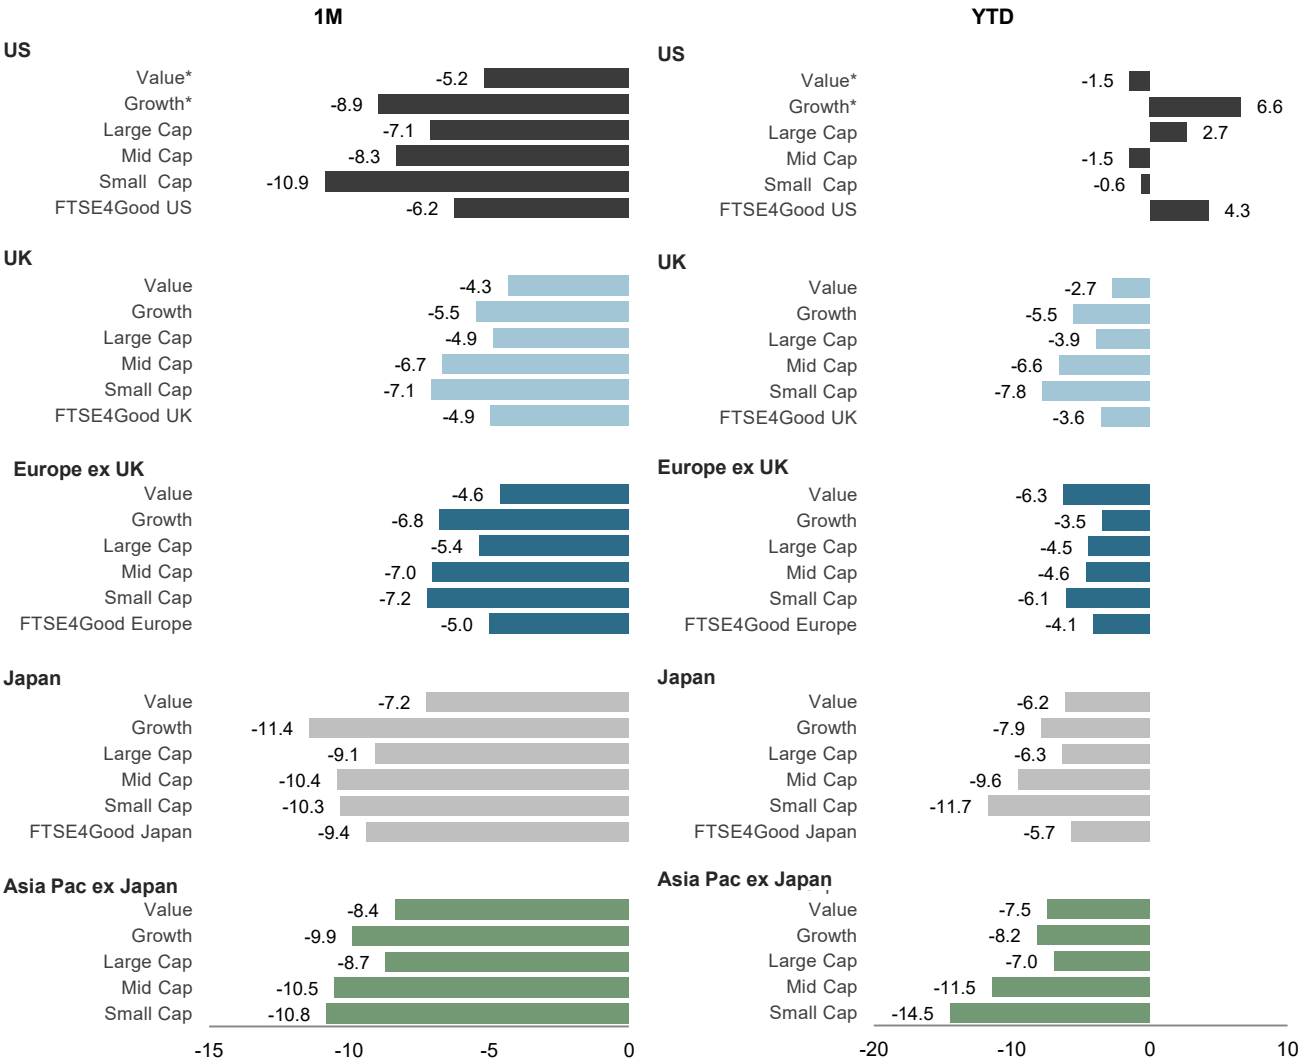 1M
US
Value* -5.2
Growth* -8.9
Large Cap -7.1
Mid Cap -8.3
Small Cap -10.9
FTSE4Good US -6.2
UK
Value -4.3
Growth -5.5
Large Cap -4.9
Mid Cap -6.7
Small Cap -7.1
FTSE4Good UK -4.9
Europe ex UK
Value -4.6
Growth -6.8
Large Cap -5.4
Mid Cap -7.0
Small Cap -7.2
FTSE4Good Europe -5.0
Japan
Value -7.2
Growth -11.4
Large Cap -9.1
Mid Cap -10.4
Small Cap -10.3
FTSE4Good Japan -9.4
Asia Pac ex Japan
Value -8.4
Growth -9.9
Large Cap -8.7
Mid Cap -10.5
Small Cap -10.8
-15 -10 -5 0
YTD
US
Value* -1.5
Growth* 6.6
Large Cap 2.7
Mid Cap -1.5
Small Cap -0.6
FTSE4Good US 4.3
UK
Value -2.7
Growth -5.5
Large Cap -3.9
Mid Cap -6.6
Small Cap -7.8
FTSE4Good UK -3.6
Europe ex UK
Value -6.3
Growth -3.5
Large Cap -4.5
Mid Cap -4.6
Small Cap -6.1
FTSE4Good Europe -4.1
Japan
Value -6.2
Growth -7.9
Large Cap -6.3
Mid Cap -9.6
Small Cap -11.7
FTSE4Good Japan -5.7
Asia Pac ex Japan
Value -7.5
Growth -8.2
Large Cap -7.0
Mid Cap -11.5
Small Cap -14.5
-20 -10 0 10